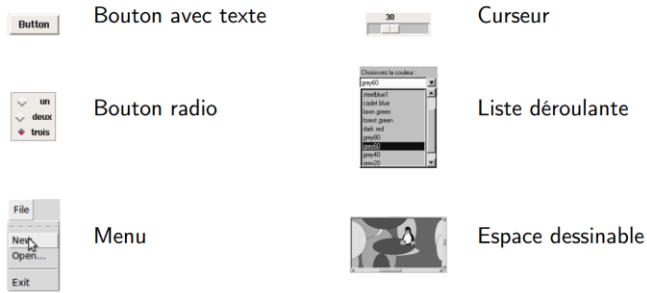 Button
Bouton avec texte
30
Curseur
un
deux
trois
Bouton radio
Choisissez la couleur :
grey60
steelblue1
cadet blue
lawn green
forest green
dark red
grey80
grey60
grey40
grey20
Liste déroulante
File
New
Open...
Exit
Menu
Espace dessinable